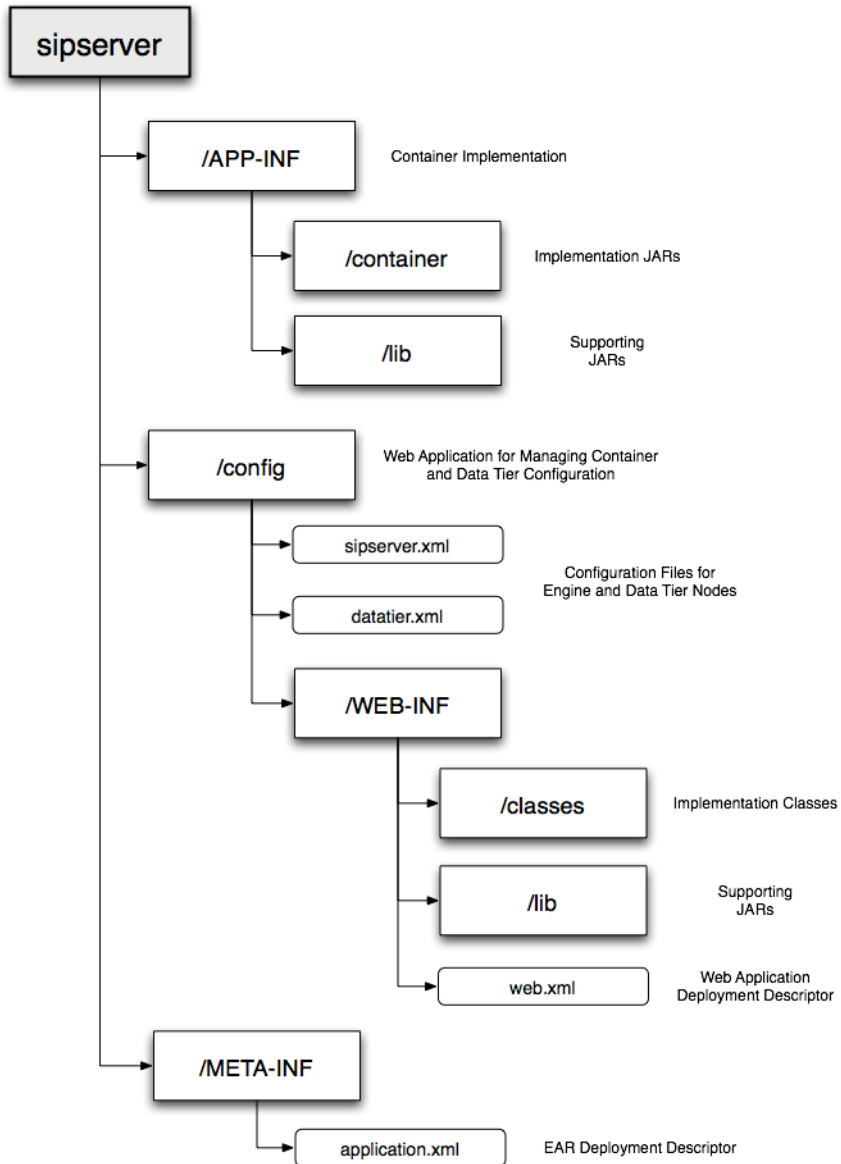 sipserver
/APP-INF
Container Implementation
/container
Implementation JARs
/lib
Supporting
JARs
/config
Web Application for Managing Container
and Data Tier Configuration
sipserver.xml
Configuration Files for
Engine and Data Tier Nodes
datatier.xml
/WEB-INF
/classes
Implementation Classes
/lib
Supporting
JARs
web.xml
Web Application
Deployment Descriptor
/META-INF
application.xml
EAR Deployment Descriptor